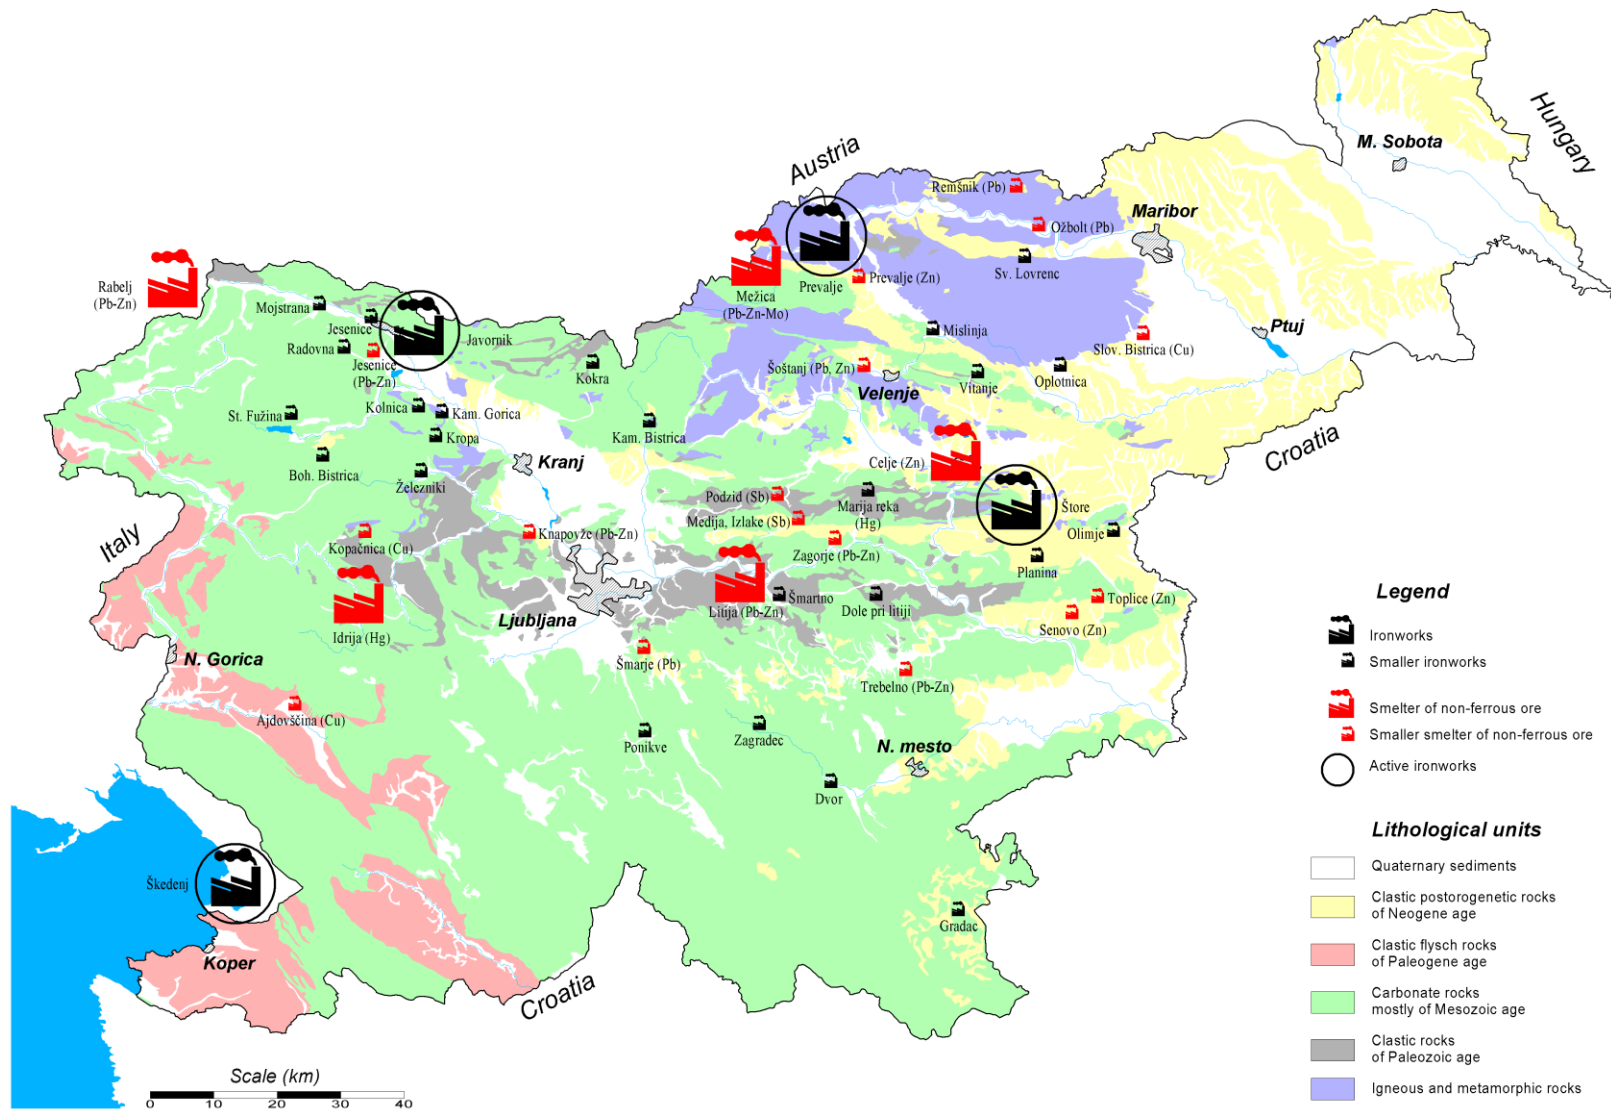 Hungary
M. Sobota
Austria
Remšnik (Pb)
Maribor
Ožbolt (Pb)
Sv. Lovrenc
Rabelj
(Pb-Zn)
Prevalje
Prevalje (Zn)
Mežica
(Pb-Zn-Mo)
Mojstrana
Jesenice
Javornik
Radovna
Jesenice
(Pb-Zn)
Mislinja
Ptuj
Slov. Bistrica (Cu)
Kokra
Šoštanj (Pb, Zn)
Velenje
Vitanje
Oplotnica
St. Fužina
Kolnica
Kam. Gorica
Kropa
Kam. Bistrica
Croatia
Boh. Bistrica
Kranj
Železniki
Celje (Zn)
Podzid (Sb)
Marija reka
(Hg)
Štore
Italy
Medija, Izlake (Sb)
Olimje
Kopačnica (Cu)
Knapovže (Pb-Zn)
Zagorje (Pb-Zn)
Planina
Idrija (Hg)
Ljubljana
Litija (Pb-Zn)
Šmartno
Dole pri litiji
Toplice (Zn)
Senovo (Zn)
N. Gorica
Šmarje (Pb)
Trebelno (Pb-Zn)
Ajdovščina (Cu)
Ponikve
Zagradec
N. mesto
Dvor
Škedenj
Gradac
Koper
Croatia
Scale (km)
0 10 20 30 40
Legend
Ironworks
Smaller ironworks
Smelter of non-ferrous ore
Smaller smelter of non-ferrous ore
Active ironworks
Lithological units
Quaternary sediments
Clastic postorogenetic rocks
of Neogene age
Clastic flysch rocks
of Paleogene age
Carbonate rocks
mostly of Mesozoic age
Clastic rocks
of Paleozoic age
Igneous and metamorphic rocks